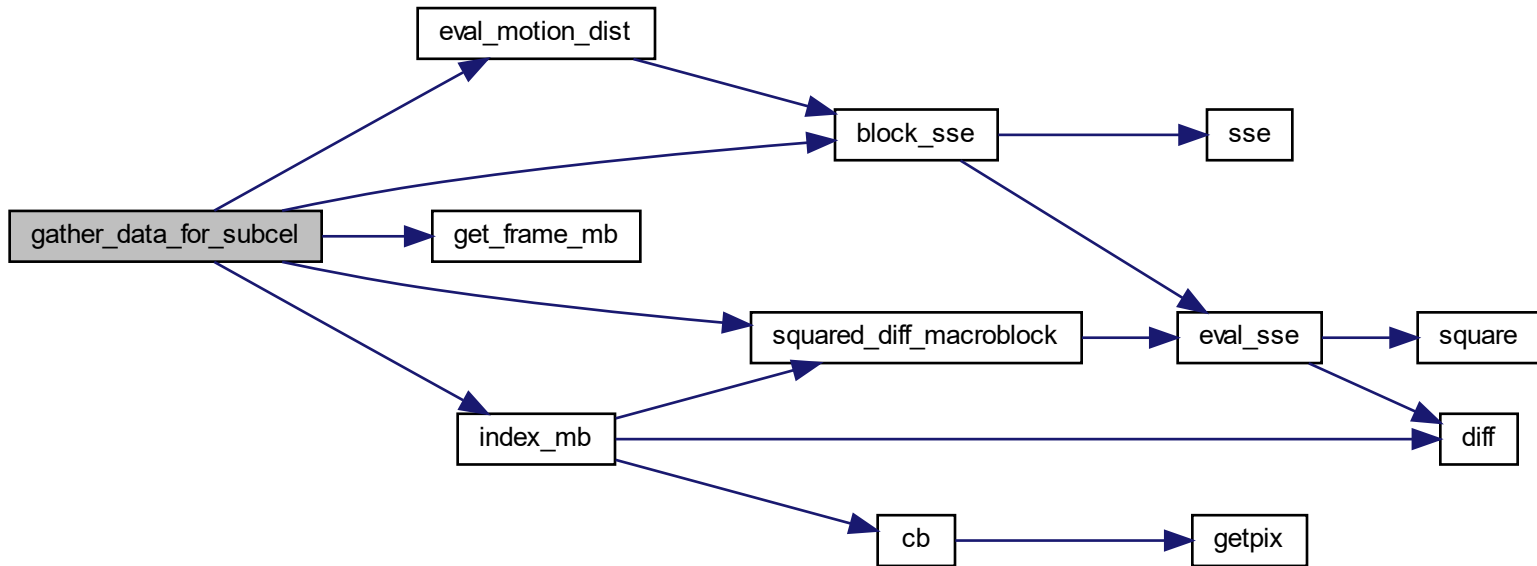 eval_motion_dist
block_sse
sse
gather_data_for_subcel
get_frame_mb
squared_diff_macroblock
eval_sse
square
index_mb
diff
cb
getpix